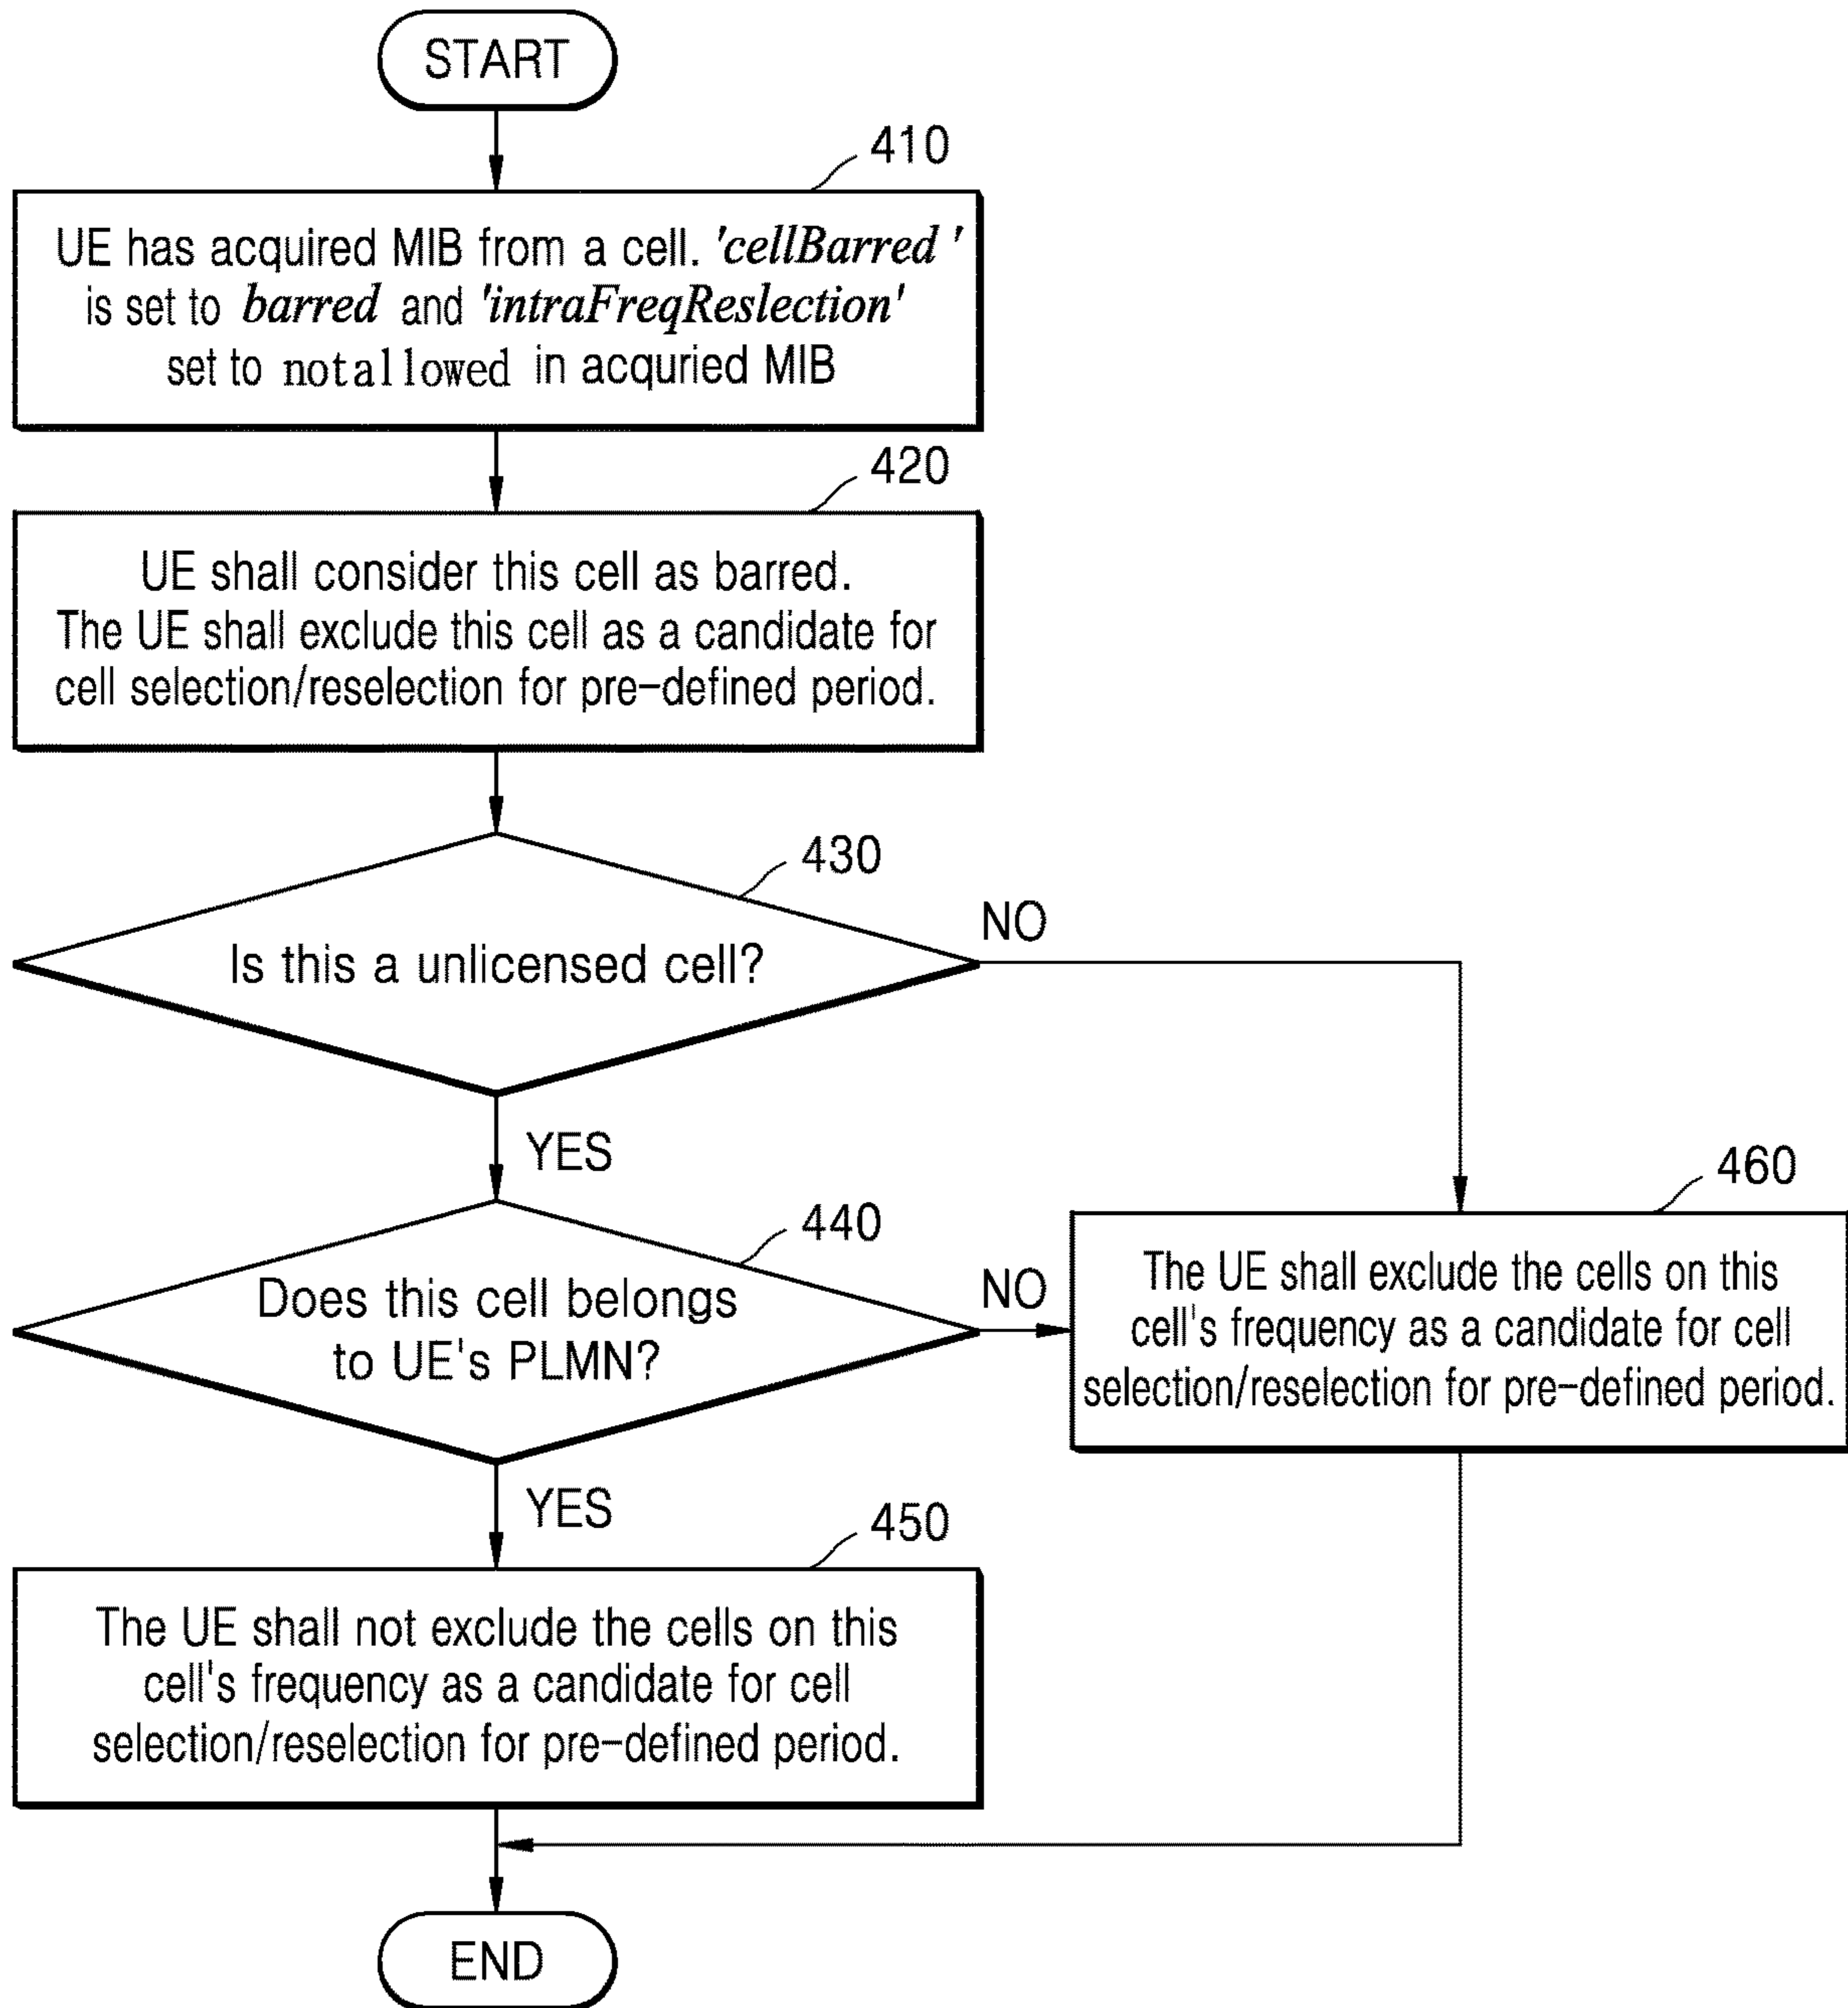 START
410
UE has acquired MIB from a cell. 'cellBarred '
is set to barred and 'intraFreqReslection'
set to notallowed in acquried MIB
420
UE shall consider this cell as barred.
The UE shall exclude this cell as a candidate for
cell selection/reselection for pre-defined period.
430
Is this a unlicensed cell?
NO
YES
440
Does this cell belongs
to UE's PLMN?
NO
460
The UE shall exclude the cells on this
cell's frequency as a candidate for cell
selection/reselection for pre-defined period.
YES
450
The UE shall not exclude the cells on this
cell's frequency as a candidate for cell
selection/reselection for pre-defined period.
END